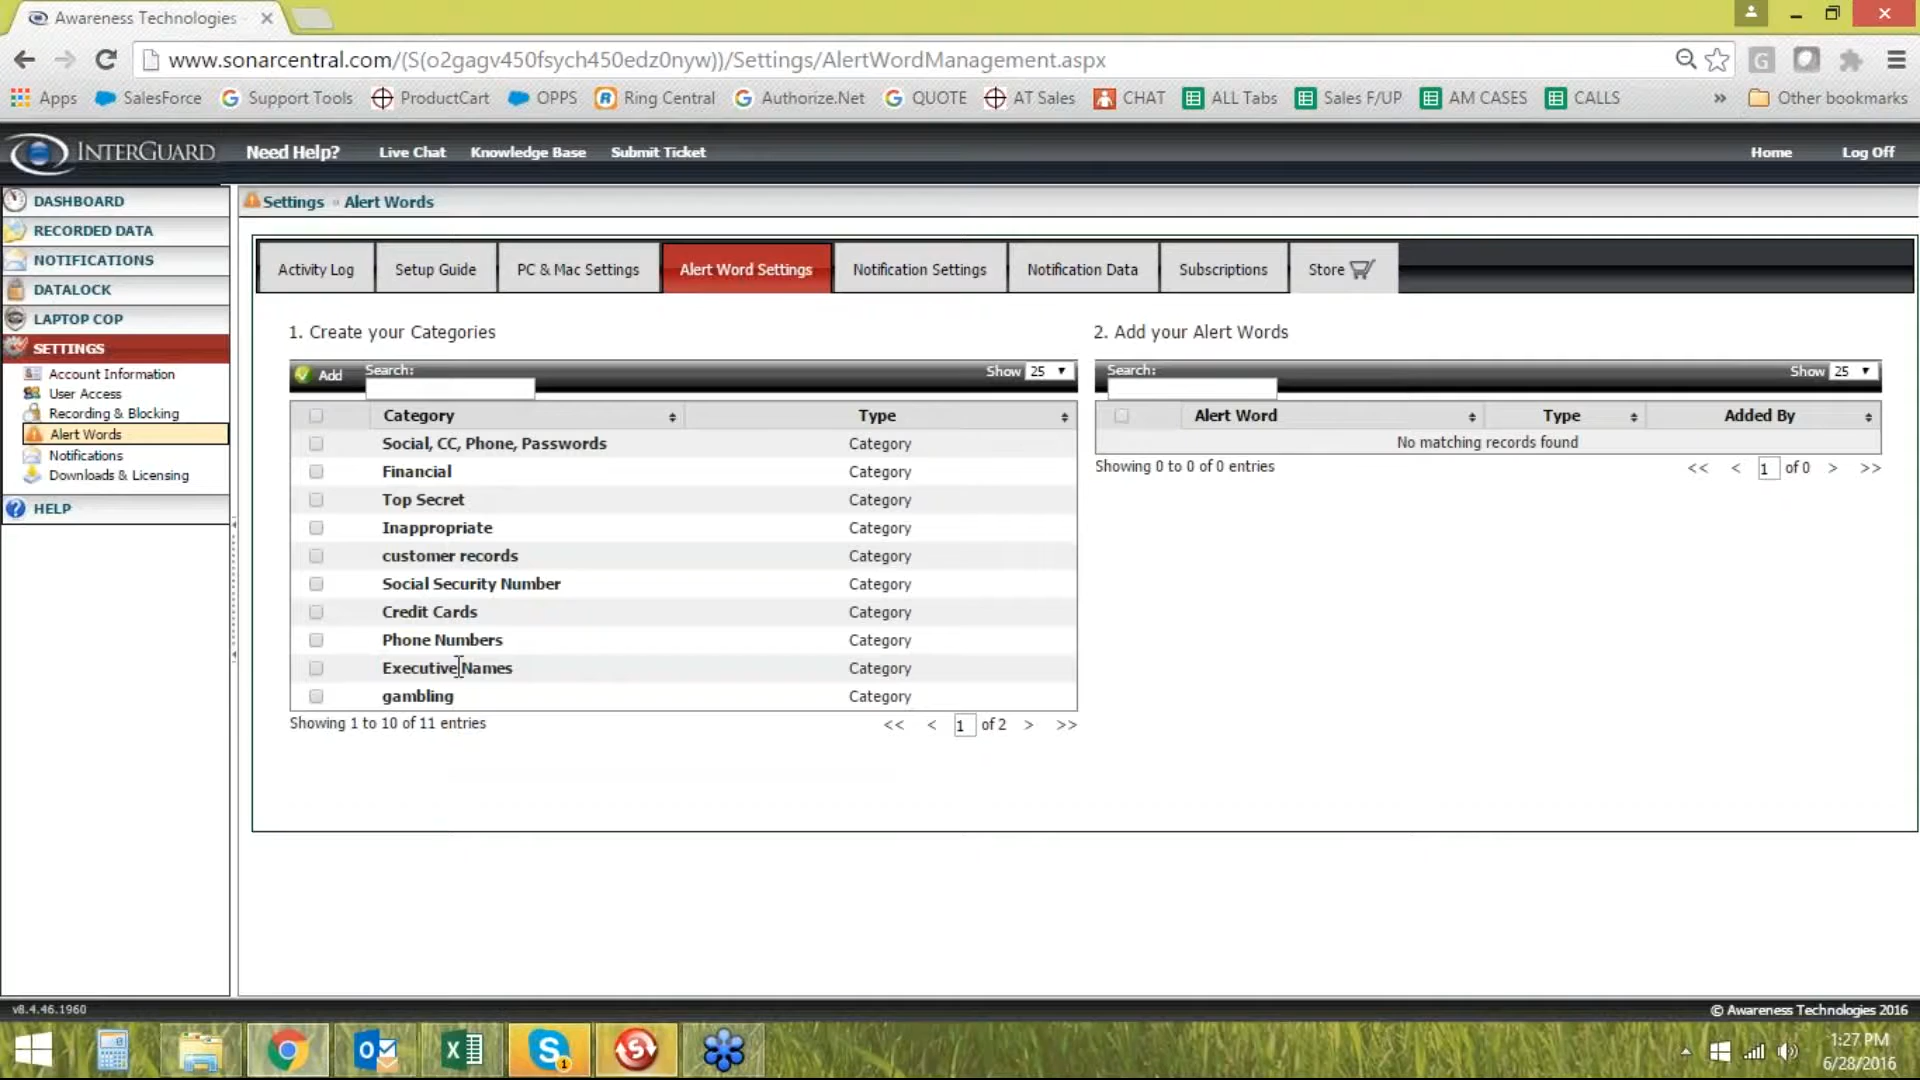 Awareness Technologies
www.sonarcentral.com/(S(o2gagv450fsych450edz0nyw))/Settings/AlertWordManagement.aspx
Apps SalesForce Support Tools ProductCart OPPS Ring Central Authorize.Net QUOTE AT Sales CHAT ALL Tabs Sales F/UP AM CASES CALLS » Other bookmarks
INTERGUARD Need Help? Live Chat Knowledge Base Submit Ticket Home Log Off
DASHBOARD
RECORDED DATA
NOTIFICATIONS
DATALOCK
LAPTOP COP
SETTINGS
Account Information
User Access
Recording & Blocking
Alert Words
Notifications
Downloads & Licensing
HELP
Settings » Alert Words
Activity Log Setup Guide PC & Mac Settings Alert Word Settings Notification Settings Notification Data Subscriptions Store
1. Create your Categories
Add Search: Show 25
Category Type
Social, CC, Phone, Passwords Category
Financial Category
Top Secret Category
Inappropriate Category
customer records Category
Social Security Number Category
Credit Cards Category
Phone Numbers Category
Executive Names Category
gambling Category
Showing 1 to 10 of 11 entries << < 1 of 2 > >>
2. Add your Alert Words
Search: Show 25
Alert Word Type Added By
No matching records found
Showing 0 to 0 of 0 entries << < 1 of 0 > >>
v8.4.46.1960 © Awareness Technologies 2016
1:27 PM
6/28/2016